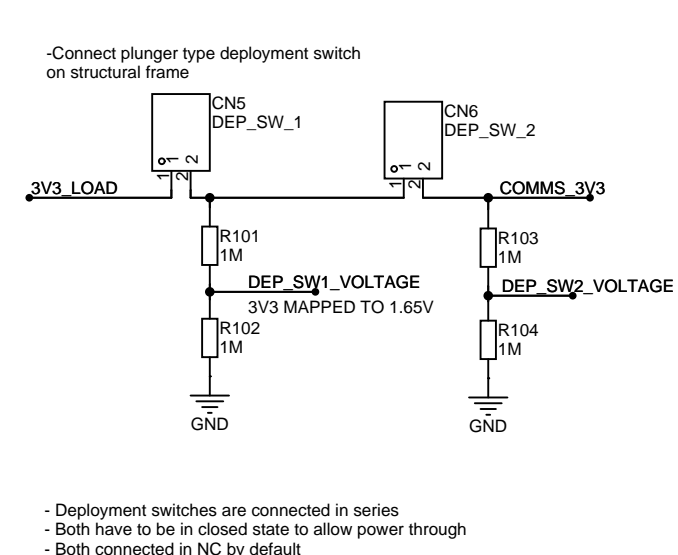 -Connect plunger type deployment switch
on structural frame
CN5
DEP_SW_1
CN6
DEP_SW_2
1 2
1 2
1 2
1 2
3V3_LOAD
COMMS_3V3
R101
1M
R103
1M
DEP_SW1_VOLTAGE
DEP_SW2_VOLTAGE
3V3 MAPPED TO 1.65V
R102
1M
R104
1M
GND
GND
- Deployment switches are connected in series
- Both have to be in closed state to allow power through
- Both connected in NC by default